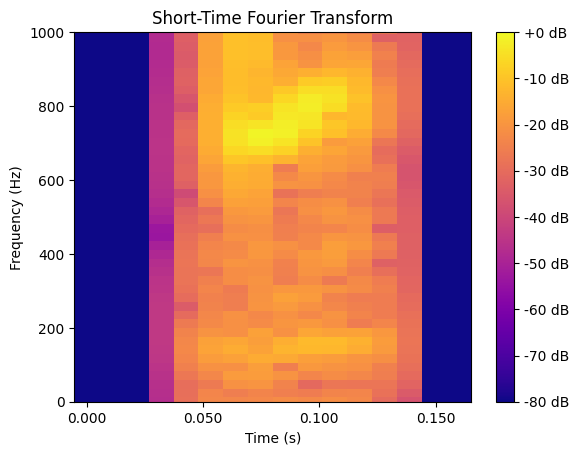 Short-Time Fourier Transform
Frequency (Hz)
1000
800
600
400
200
0
0.000 0.050 0.100 0.150
Time (s)
+0 dB
-10 dB
-20 dB
-30 dB
-40 dB
-50 dB
-60 dB
-70 dB
-80 dB